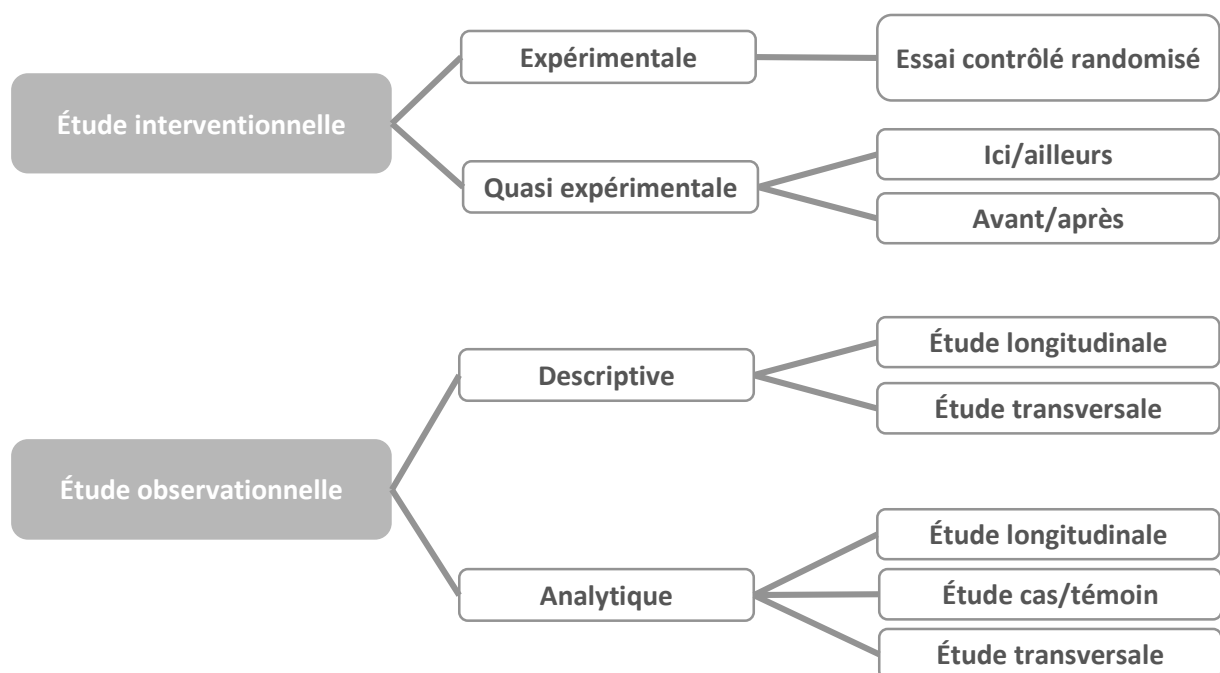 Étude interventionnelle
Expérimentale
Essai contrôlé randomisé
Quasi expérimentale
Ici/ailleurs
Avant/après
Étude observationnelle
Descriptive
Étude longitudinale
Étude transversale
Analytique
Étude longitudinale
Étude cas/témoin
Étude transversale